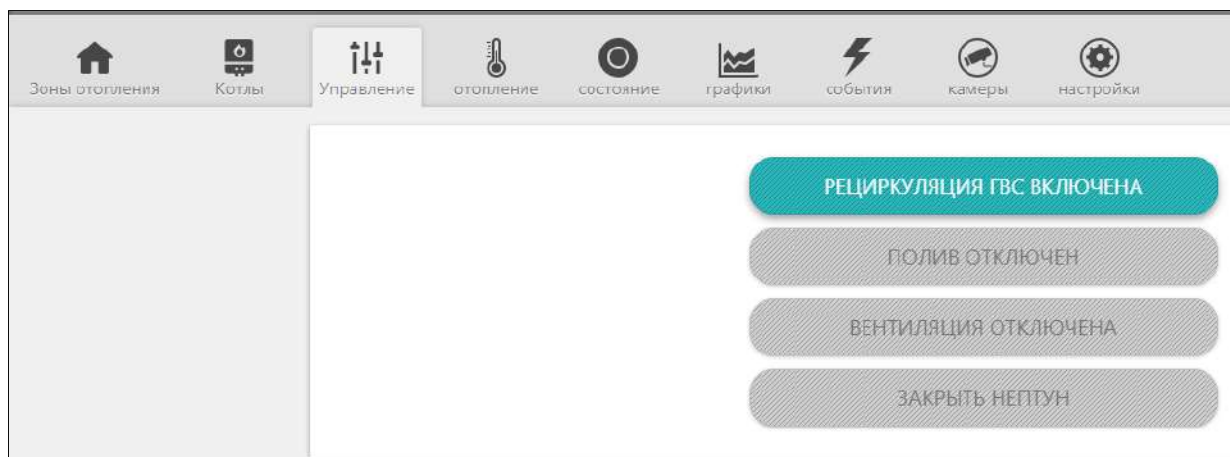 Зоны отопления
Котлы
Управление
отопление
состояние
графики
события
камеры
настройки
РЕЦИРКУЛЯЦИЯ ГВС ВКЛЮЧЕНА
ПОЛИВ ОТКЛЮЧЕН
ВЕНТИЛЯЦИЯ ОТКЛЮЧЕНА
ЗАКРЫТЬ НЕПТУН